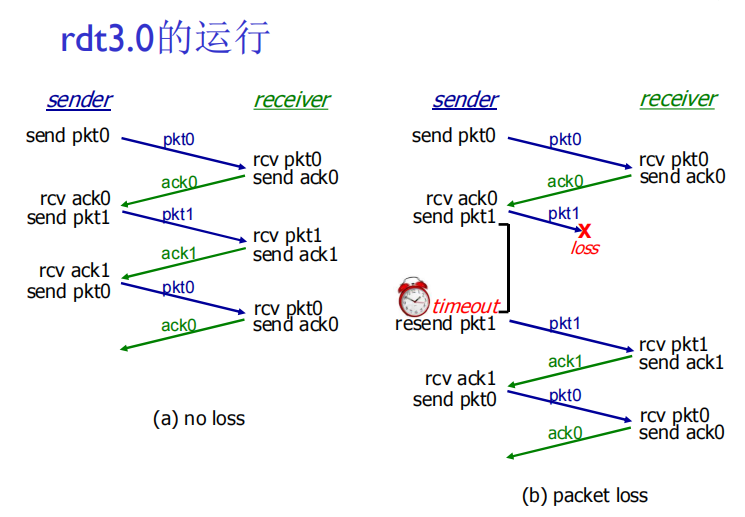 rdt3.0的运行
sender
receiver
send pkt0
pkt0
rcv pkt0
send ack0
ack0
rcv ack0
send pkt1
pkt1
rcv pkt1
send ack1
ack1
rcv ack1
send pkt0
pkt0
rcv pkt0
send ack0
ack0
(a) no loss
sender
receiver
send pkt0
pkt0
rcv pkt0
send ack0
ack0
rcv ack0
send pkt1
pkt1
X
loss
timeout
resend pkt1
pkt1
rcv pkt1
send ack1
ack1
rcv ack1
send pkt0
pkt0
rcv pkt0
send ack0
ack0
(b) packet loss